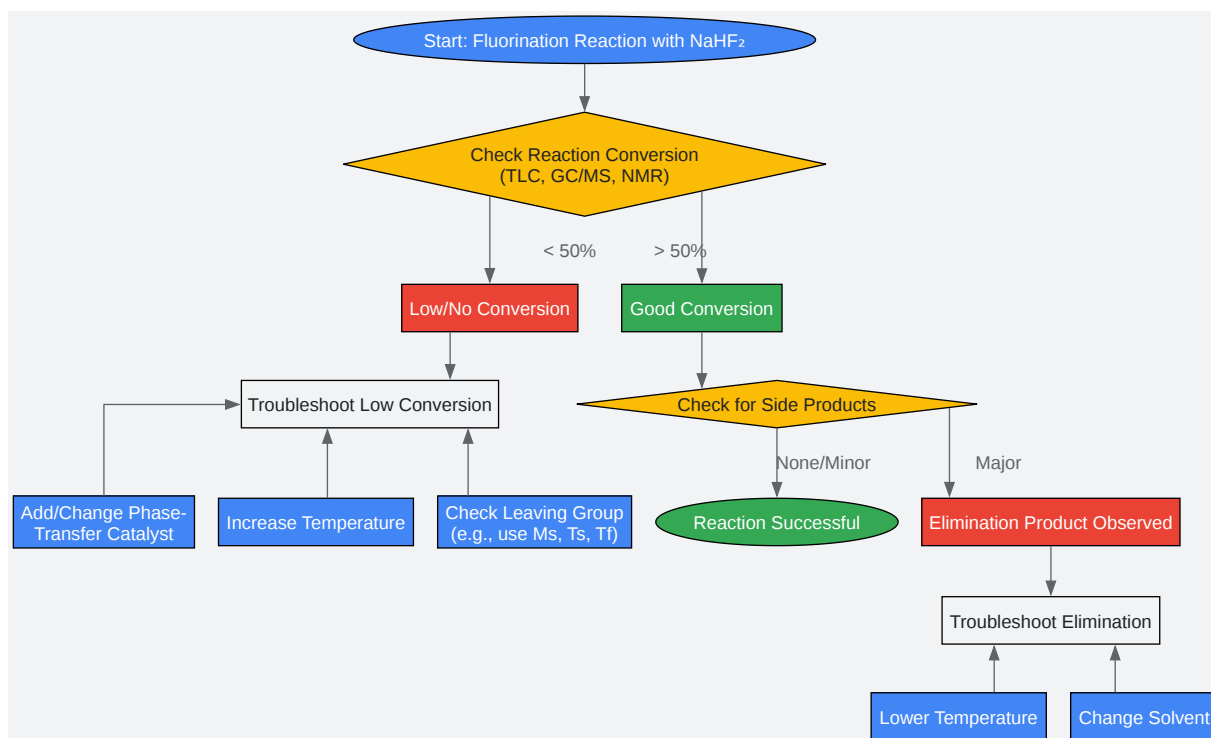 Start: Fluorination Reaction with NaHF₂
Check Reaction Conversion
(TLC, GC/MS, NMR)
< 50%
> 50%
Low/No Conversion
Good Conversion
Troubleshoot Low Conversion
Check for Side Products
None/Minor
Major
Add/Change Phase-
Transfer Catalyst
Increase Temperature
Check Leaving Group
(e.g., use Ms, Ts, Tf)
Reaction Successful
Elimination Product Observed
Troubleshoot Elimination
Lower Temperature
Change Solvent